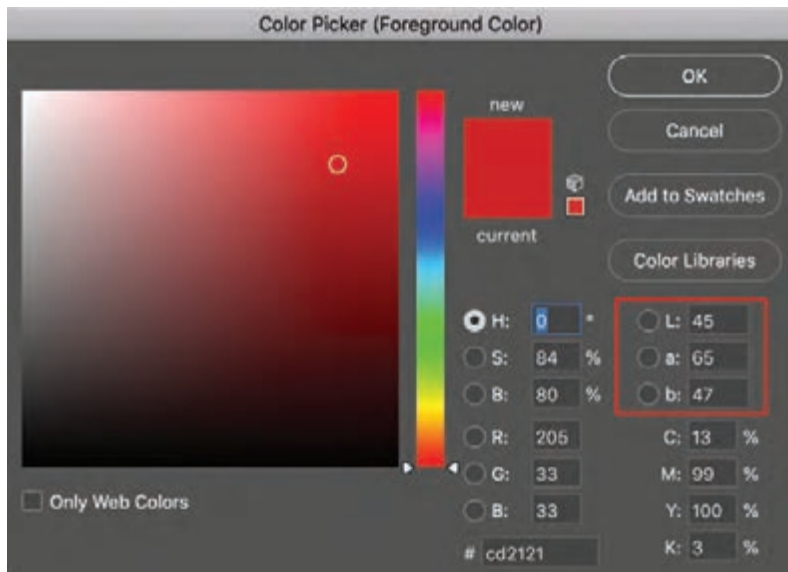 Color Picker (Foreground Color)
new
current
OK
Cancel
Add to Swatches
Color Libraries
H: 0 °
S: 84 %
B: 80 %
R: 205
G: 33
B: 33
# cd2121
L: 45
a: 65
b: 47
C: 13 %
M: 99 %
Y: 100 %
K: 3 %
Only Web Colors